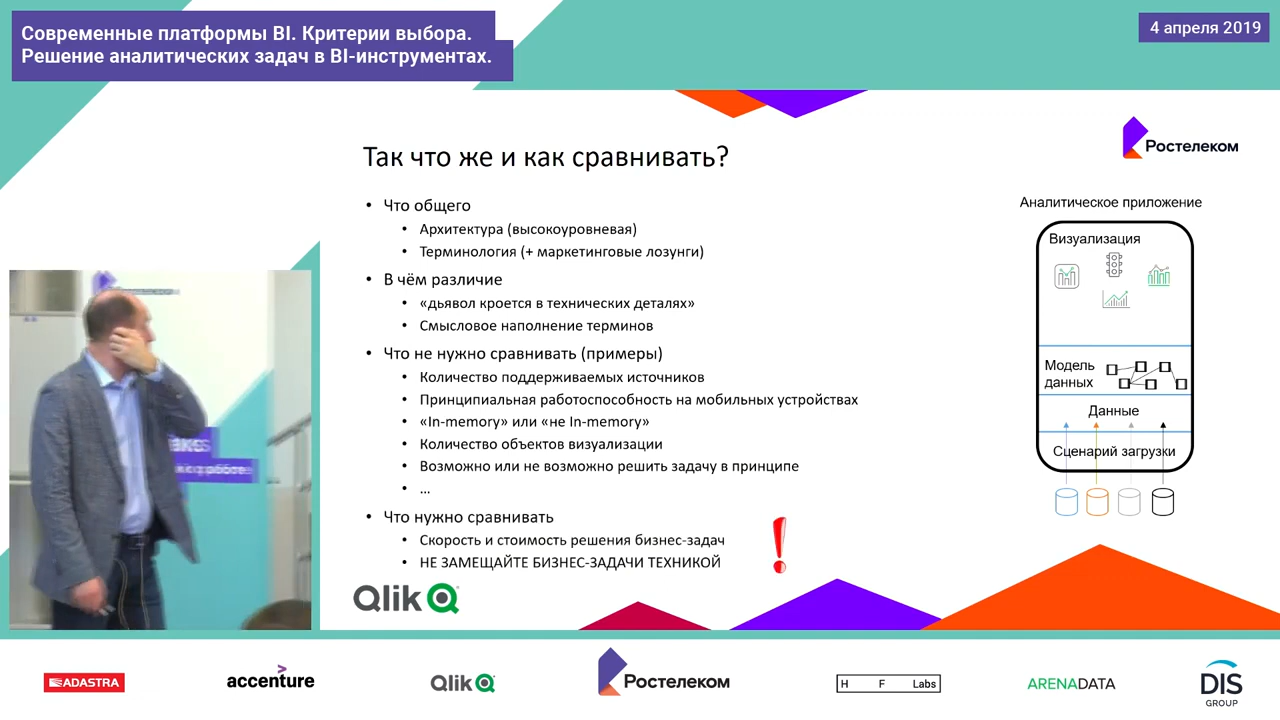 Современные платформы BI. Критерии выбора.
Решение аналитических задач в BI-инструментах.
4 апреля 2019
Ростелеком
Так что же и как сравнивать?
• Что общего
• Архитектура (высокоуровневая)
• Терминология (+ маркетинговые лозунги)
• В чём различие
• «дьявол кроется в технических деталях»
• Смысловое наполнение терминов
• Что не нужно сравнивать (примеры)
• Количество поддерживаемых источников
• Принципиальная работоспособность на мобильных устройствах
• «In-memory» или «не In-memory»
• Количество объектов визуализации
• Возможно или не возможно решить задачу в принципе
• ...
• Что нужно сравнивать
• Скорость и стоимость решения бизнес-задач
• НЕ ЗАМЕЩАЙТЕ БИЗНЕС-ЗАДАЧИ ТЕХНИКОЙ
Аналитическое приложение
Визуализация
Модель
данных
Данные
Сценарий загрузки
Qlik
ADASTRA
accenture
Qlik
Ростелеком
H F Labs
ARENADATA
DIS
GROUP